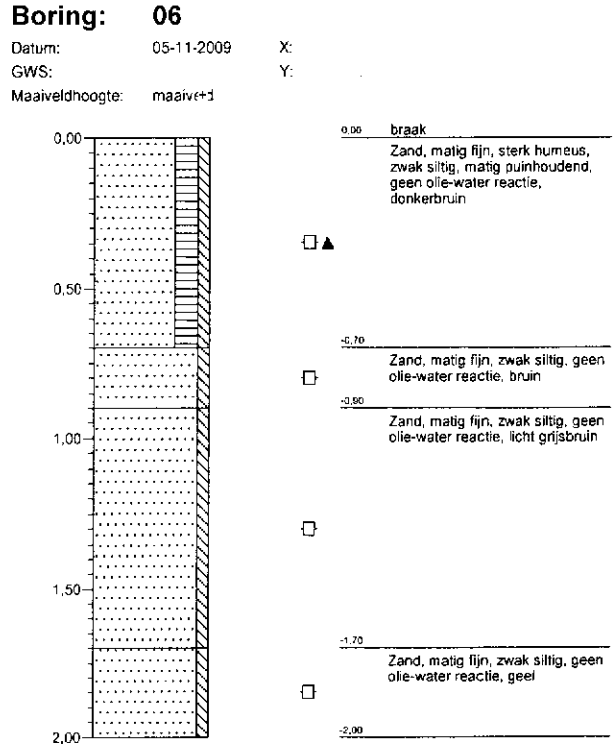 Boring: 06
Datum: 05-11-2009 X:
GWS: Y:
Maaiveldhoogte:
0,00
0,50
1,00
1,50
2,00
0,00 braak
Zand, matig fijn, sterk humeus,
zwak siltig, matig puinhoudend,
geen olie-water reactie,
donkerbruin
-0,70
Zand, matig fijn, zwak siltig, geen
olie-water reactie, bruin
-0,90
Zand, matig fijn, zwak siltig, geen
olie-water reactie, licht grijsbruin
-1,70
Zand, matig fijn, zwak siltig, geen
olie-water reactie, geel
-2,00